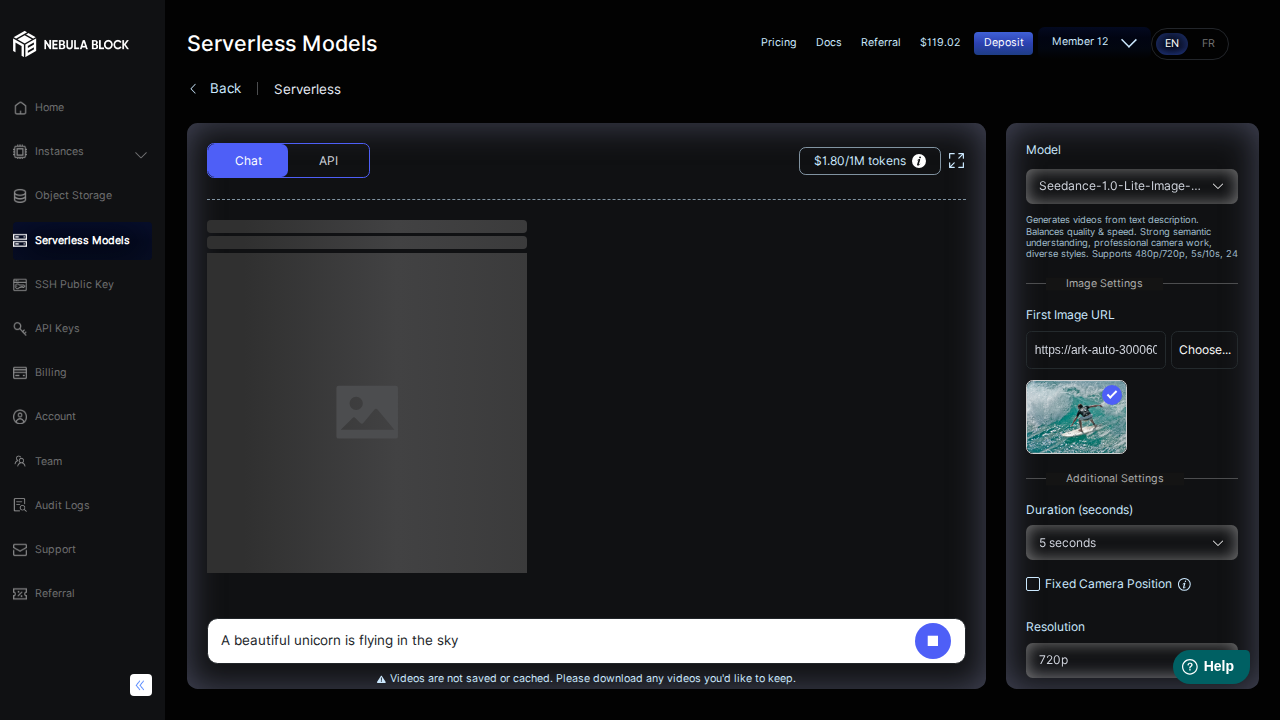 NEBULA BLOCK
Serverless Models
Pricing
Docs
Referral
$119.02
Deposit
Member 12
EN
FR
Back
Serverless
Home
Instances
Object Storage
Serverless Models
SSH Public Key
API Keys
Billing
Account
Team
Audit Logs
Support
Referral
Chat
API
$1.80/1M tokens
A beautiful unicorn is flying in the sky
Videos are not saved or cached. Please download any videos you'd like to keep.
Model
Seedance-1.0-Lite-Image-...
Generates videos from text description.
Balances quality & speed. Strong semantic
understanding, professional camera work,
diverse styles. Supports 480p/720p, 5s/10s, 24
Image Settings
First Image URL
https://ark-auto-300060
Choose...
Additional Settings
Duration (seconds)
5 seconds
Fixed Camera Position
Resolution
720p
Help